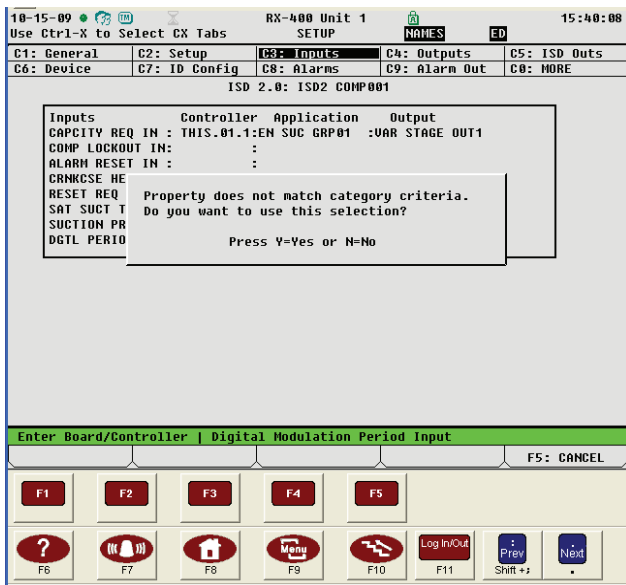 10-15-09 RX-400 Unit 1 15:40:08
Use Ctrl-X to Select CX Tabs SETUP NAMES ED
C1: General C2: Setup C3: Inputs C4: Outputs C5: ISD Outs
C6: Device C7: ID Config C8: Alarms C9: Alarm Out C0: MORE
ISD 2.0: ISD2 COMP001
Inputs Controller Application Output
CAPCITY REQ IN : THIS.01.1:EN SUC GRP01 :VAR STAGE OUT1
COMP LOCKOUT IN: :
ALARM RESET IN : :
CRNKCSE HE
RESET REQ
SAT SUCT T
SUCTION PR
DGTL PERIO
Property does not match category criteria.
Do you want to use this selection?
Press Y=Yes or N=No
Enter Board/Controller | Digital Modulation Period Input
F5: CANCEL
F1 F2 F3 F4 F5
? Menu Log In/Out : Prev Next
F6 F7 F8 F9 F10 F11 Shift +; .